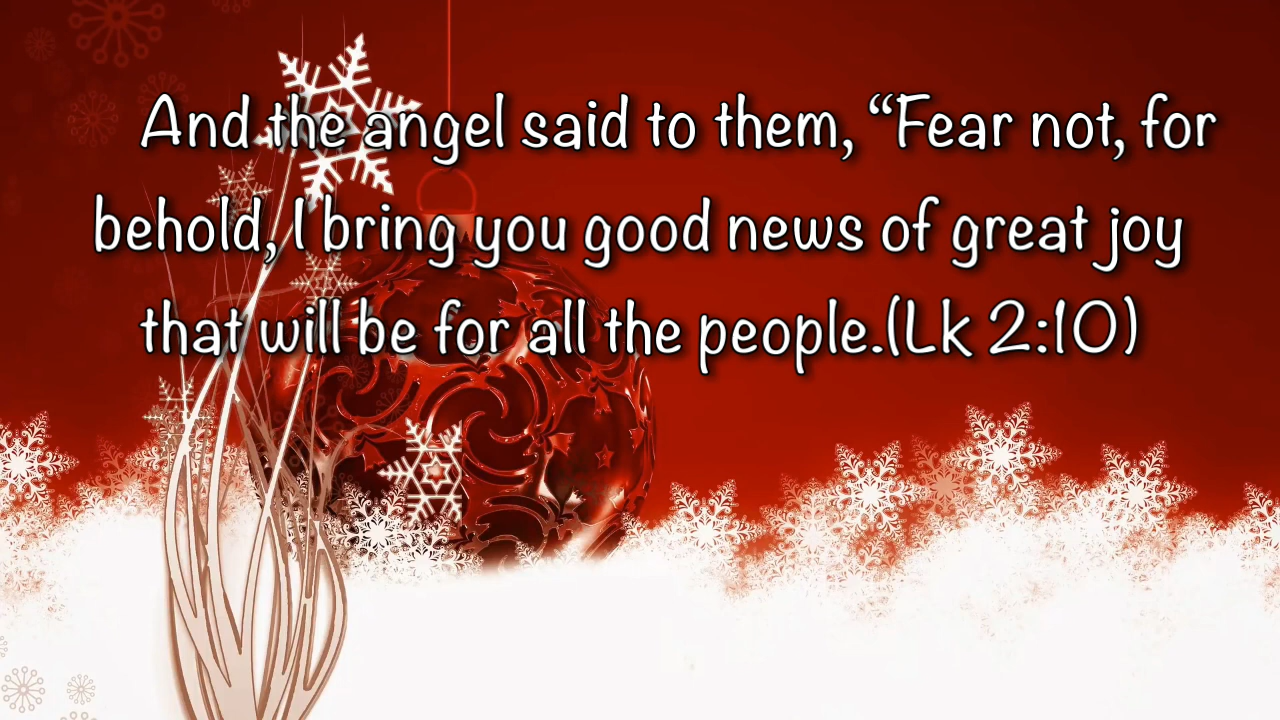 And the angel said to them, “Fear not, for
behold, I bring you good news of great joy
that will be for all the people.(Lk 2:10)